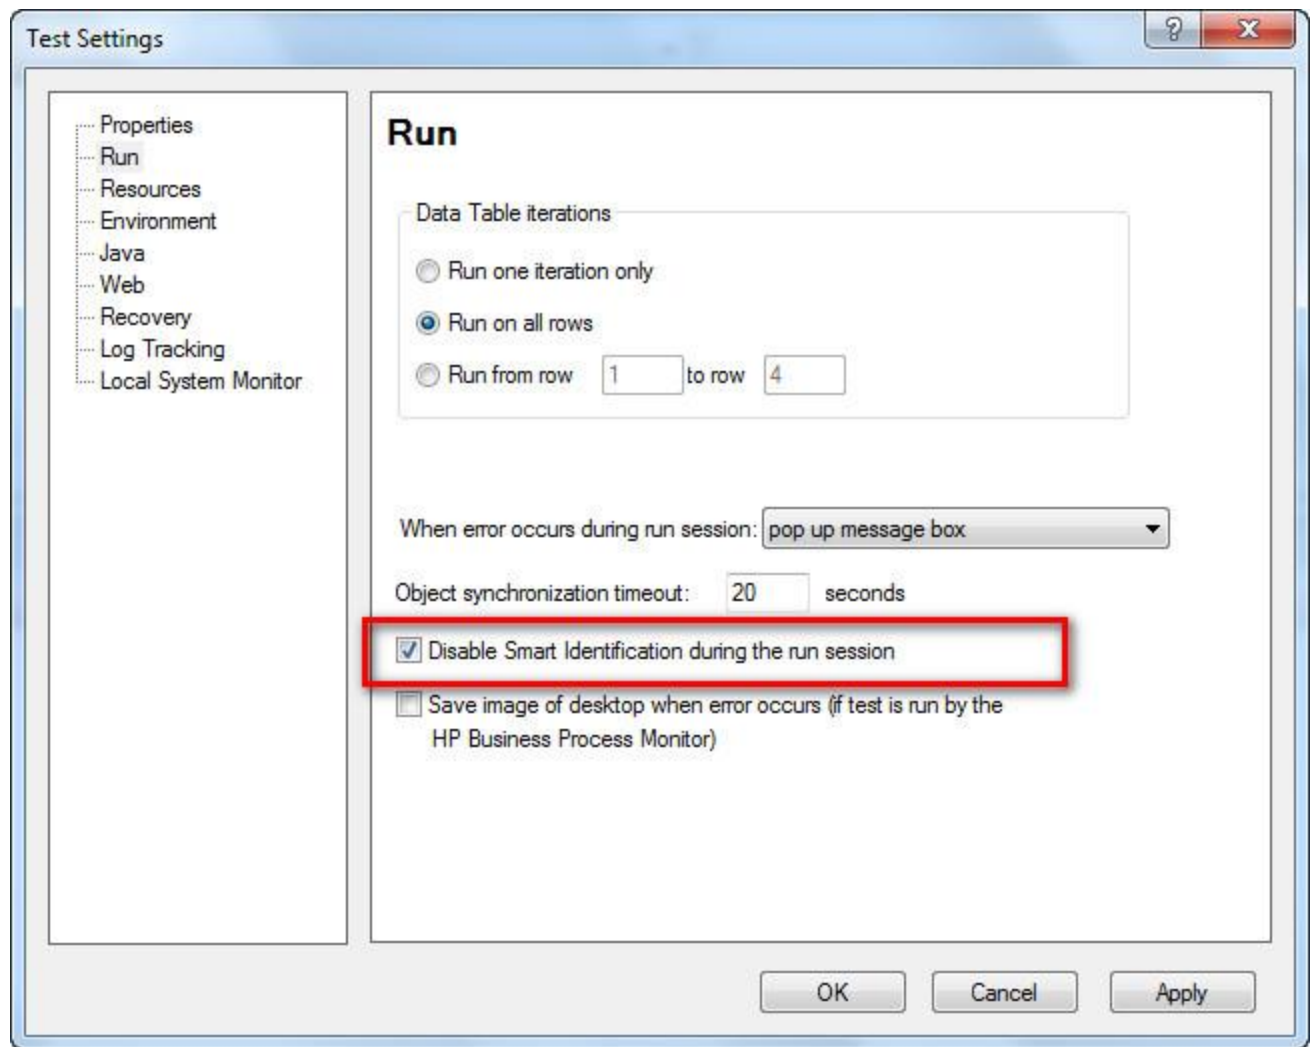 Test Settings
Properties
Run
Resources
Environment
Java
Web
Recovery
Log Tracking
Local System Monitor
Run
Data Table iterations
Run one iteration only
Run on all rows
Run from row 1 to row 4
When error occurs during run session: pop up message box
Object synchronization timeout: 20 seconds
Disable Smart Identification during the run session
Save image of desktop when error occurs (if test is run by the
HP Business Process Monitor)
OK Cancel Apply